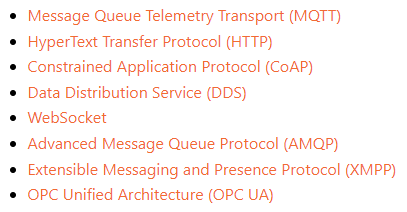 Message Queue Telemetry Transport (MQTT)
HyperText Transfer Protocol (HTTP)
Constrained Application Protocol (CoAP)
Data Distribution Service (DDS)
WebSocket
Advanced Message Queue Protocol (AMQP)
Extensible Messaging and Presence Protocol (XMPP)
OPC Unified Architecture (OPC UA)